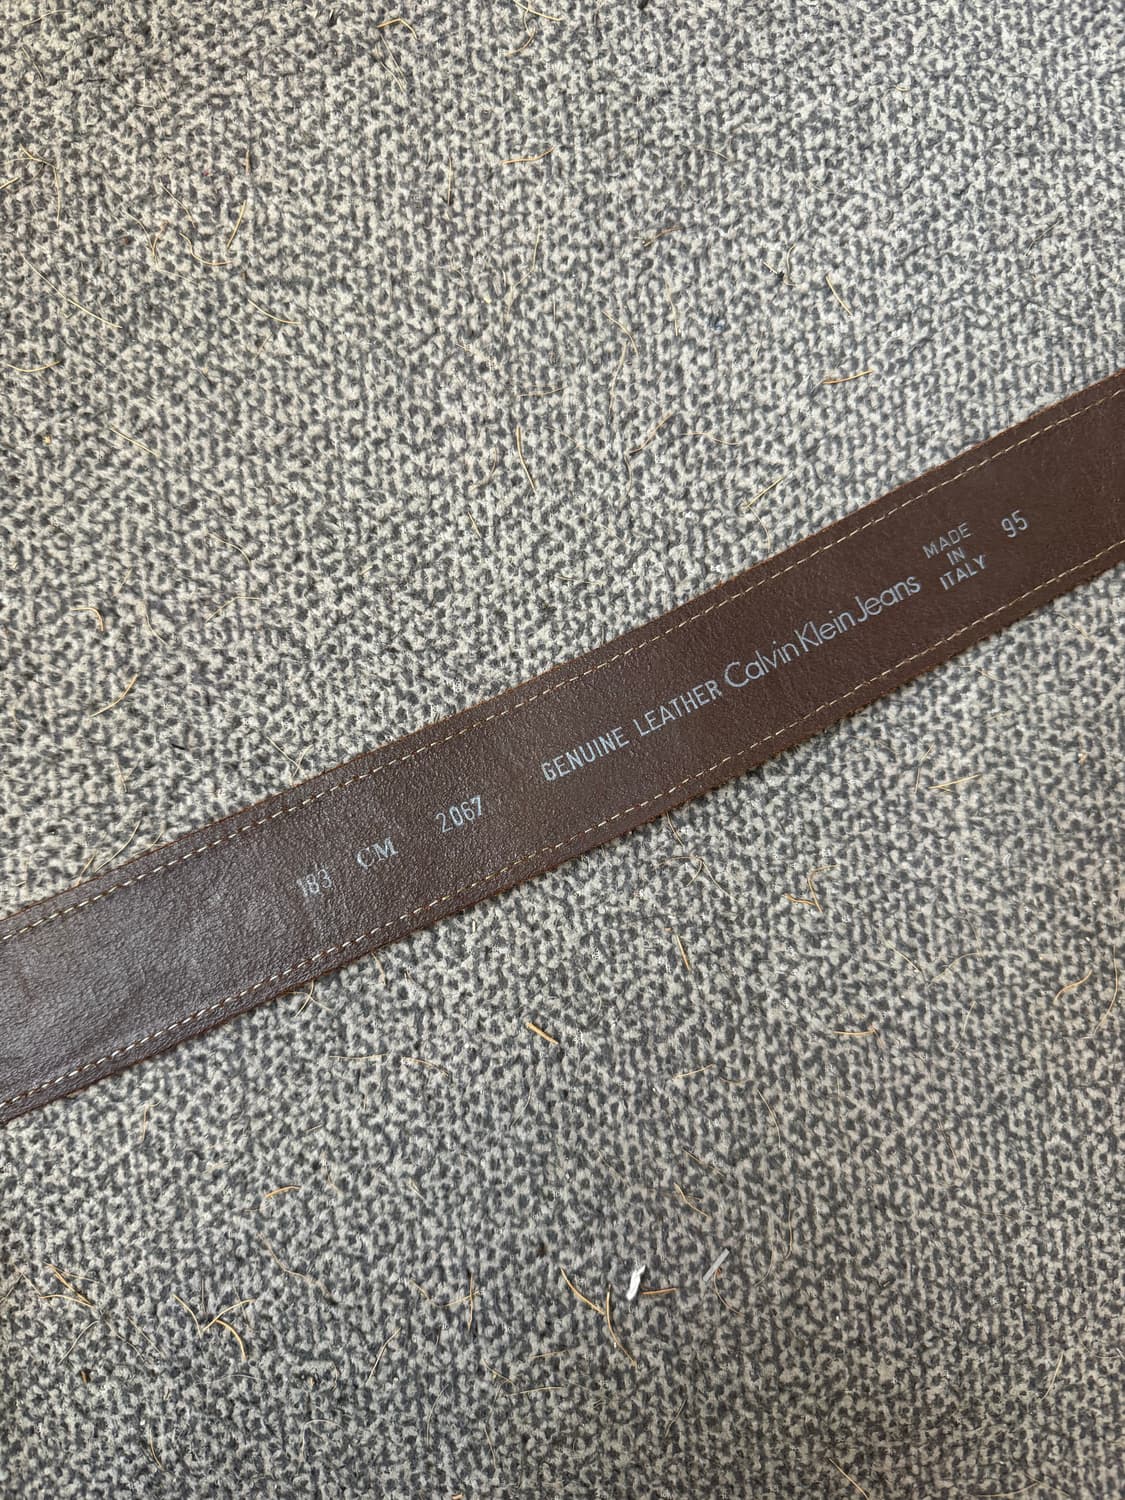 183 CM 2067 GENUINE LEATHER Calvin Klein Jeans
MADE
IN
ITALY
95